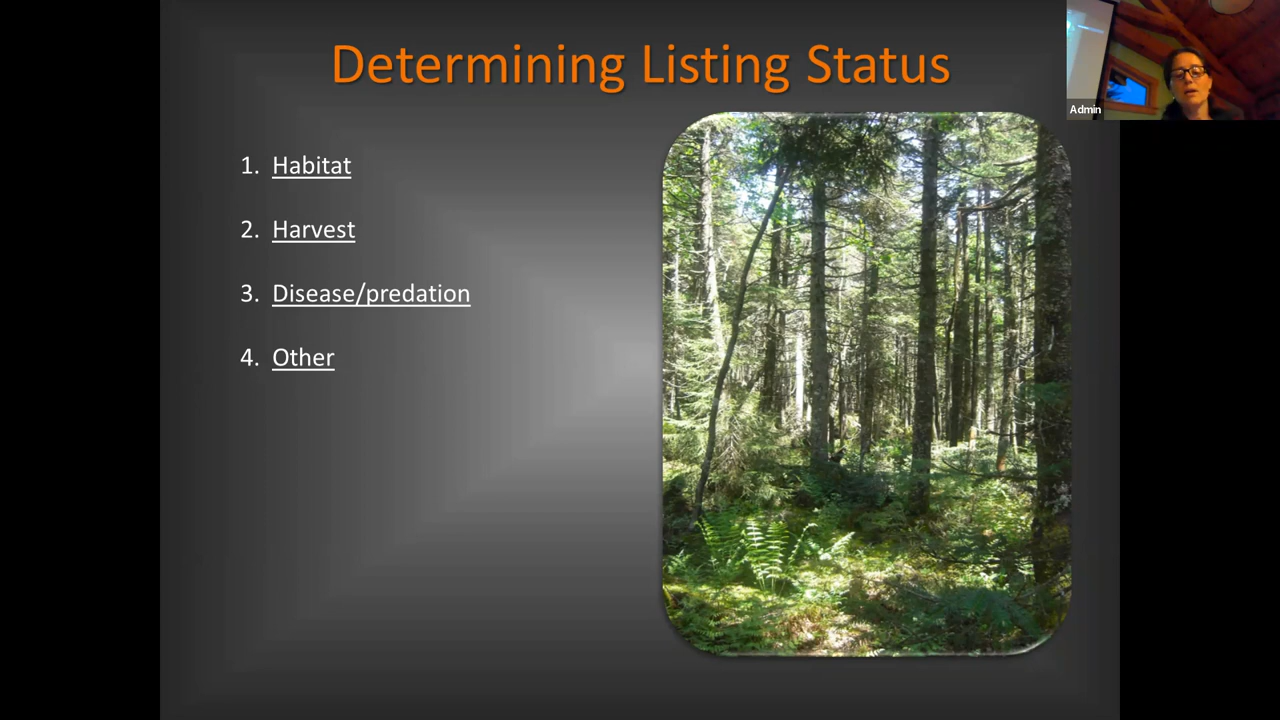 Determining Listing Status
Admin
1. Habitat
2. Harvest
3. Disease/predation
4. Other